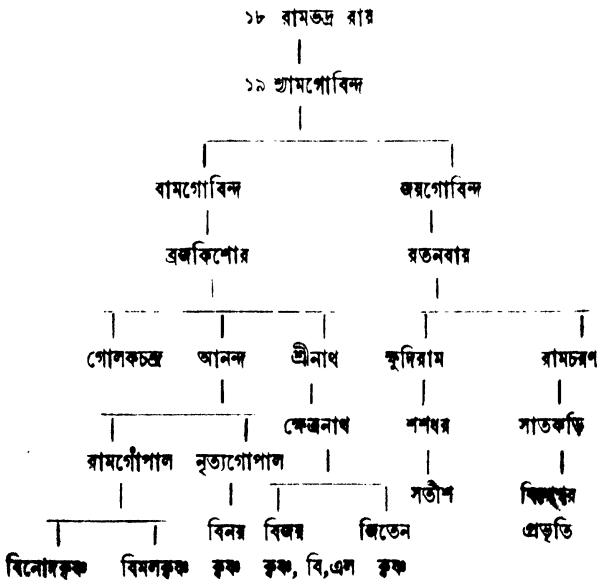 ১৮ রামভদ্র রায়
১৯ শ্যামগোবিন্দ
বামগোবিন্দ জয়গোবিন্দ
ব্রজকিশোর রতনবায়
গোলকচন্দ্র আনন্দ শ্রীনাথ ক্ষুদিরাম রামচরণ
ক্ষেত্রনাথ শশধর সাতকড়ি
রামগোঁপাল নৃত্যগোপাল
সতীশ
বিনয় বিজয় জিতেন প্রভৃতি
বিনোদকৃষ্ণ বিমলকৃষ্ণ কৃষ্ণ কৃষ্ণ, বি,এল কৃষ্ণ